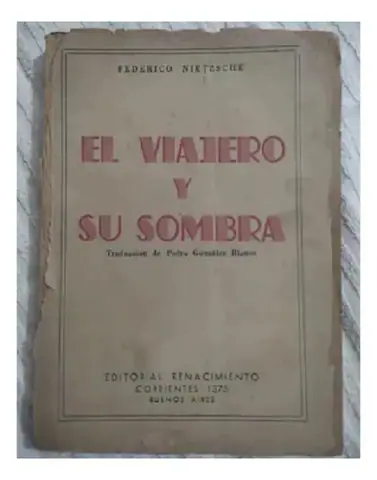 FEDERICO NIETZSCHE
EL VIAJERO
Y
SU SOMBRA
Traducción de Pedro González Blanco
EDITORIAL RENACIMIENTO
CORRIENTES 1375
BUENOS AIRES